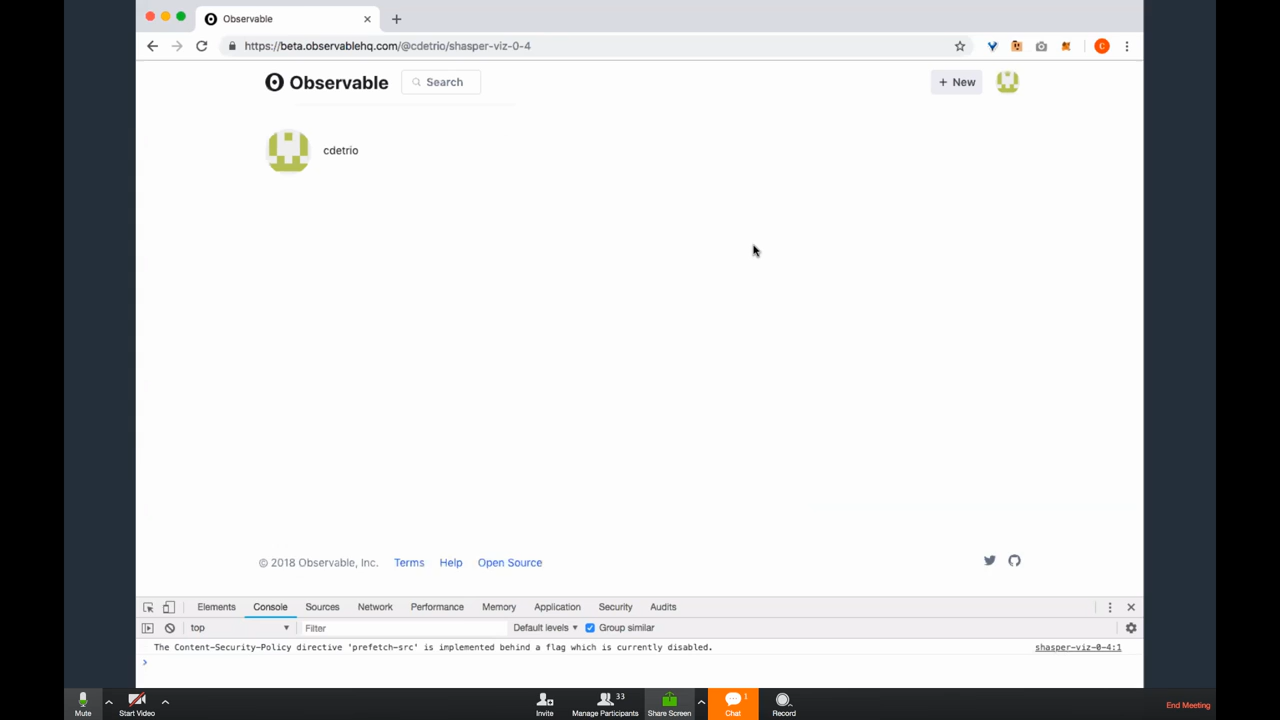 Observable
https://beta.observablehq.com/@cdetrio/shasper-viz-0-4
C
Observable
Search
+ New
cdetrio
© 2018 Observable, Inc. Terms Help Open Source
Elements Console Sources Network Performance Memory Application Security Audits
top Filter Default levels Group similar
The Content-Security-Policy directive 'prefetch-src' is implemented behind a flag which is currently disabled. shasper-viz-0-4:1
Mute Start Video Invite Manage Participants 33 Share Screen Chat 1 Record End Meeting